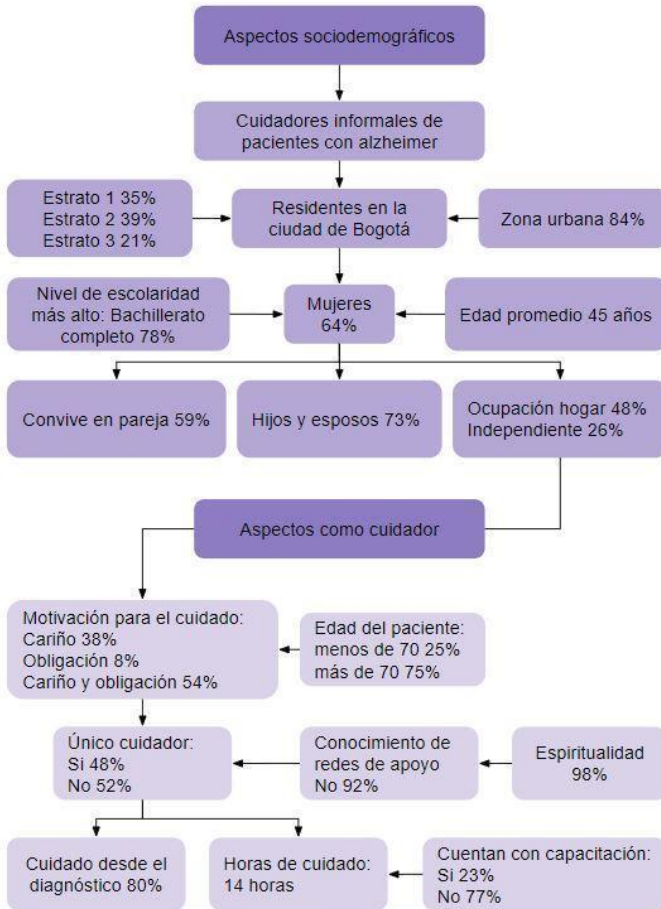 Aspectos sociodemográficos
Cuidadores informales de
pacientes con alzheimer
Estrato 1 35%
Estrato 2 39%
Estrato 3 21%
Residentes en la
ciudad de Bogotá
Zona urbana 84%
Nivel de escolaridad
más alto: Bachillerato
completo 78%
Mujeres
64%
Edad promedio 45 años
Convive en pareja 59%
Hijos y esposos 73%
Ocupación hogar 48%
Independiente 26%
Aspectos como cuidador
Motivación para el cuidado:
Cariño 38%
Obligación 8%
Cariño y obligación 54%
Edad del paciente:
menos de 70 25%
más de 70 75%
Único cuidador:
Si 48%
No 52%
Conocimiento de
redes de apoyo
No 92%
Espiritualidad
98%
Cuidado desde el
diagnóstico 80%
Horas de cuidado:
14 horas
Cuentan con capacitación:
Si 23%
No 77%